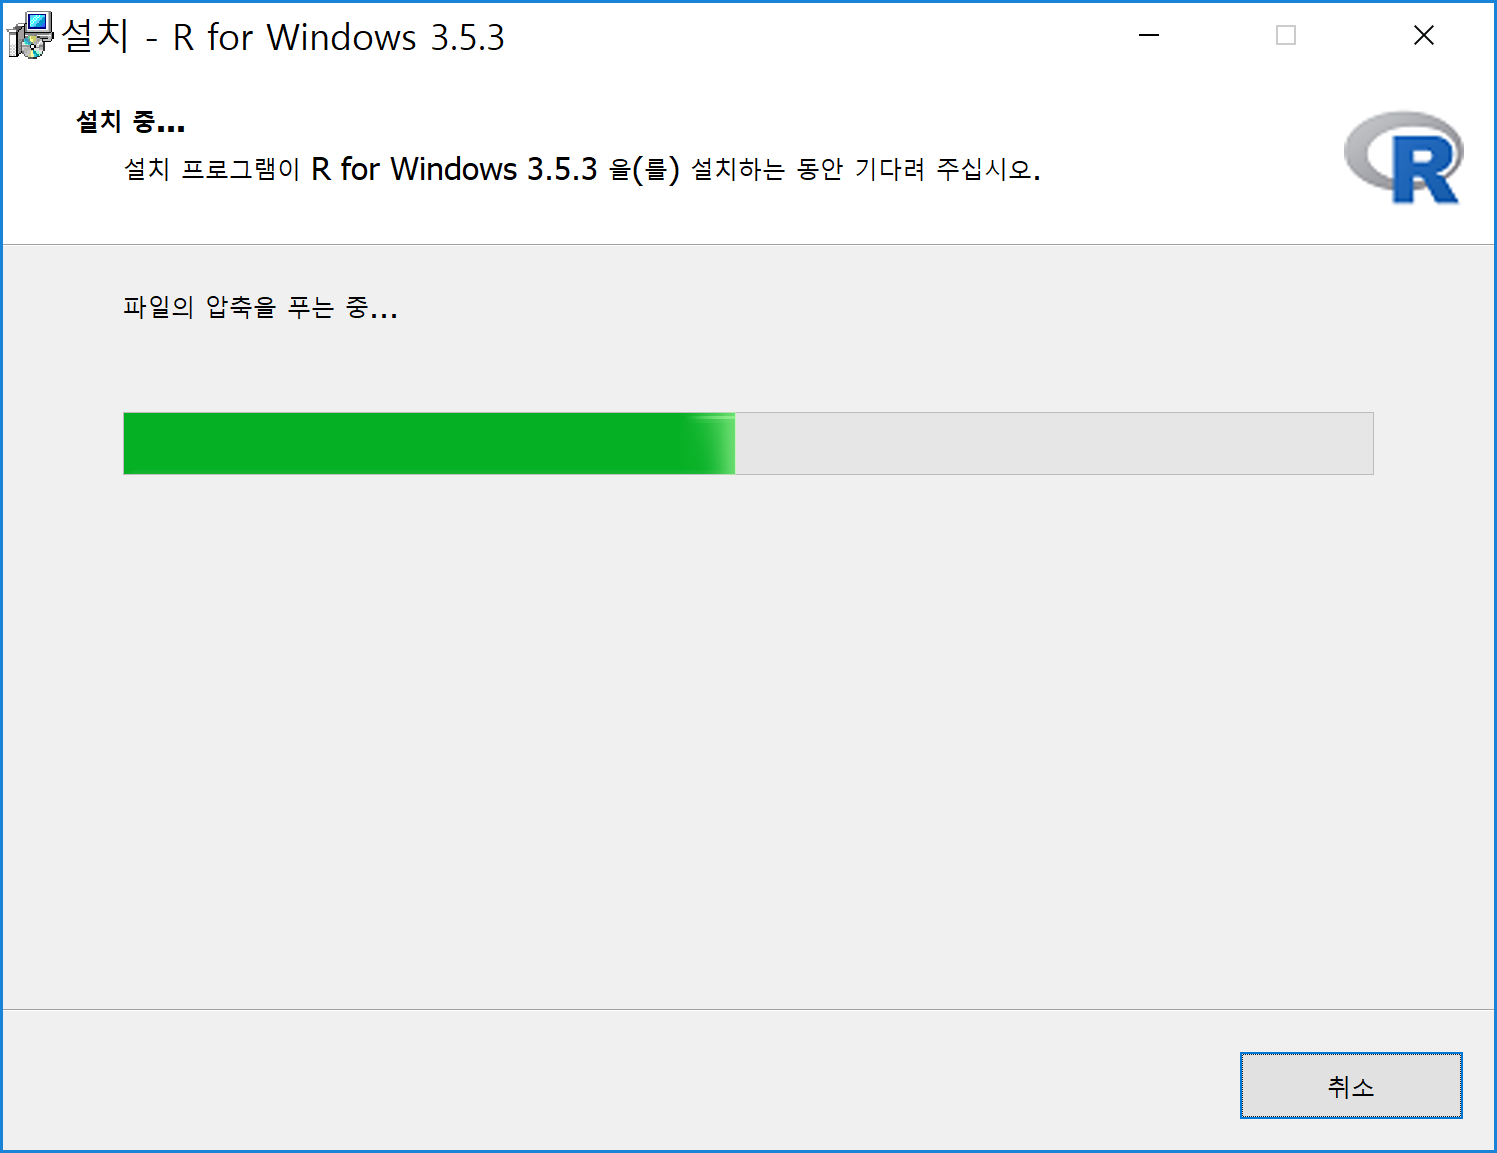 설치 - R for Windows 3.5.3
설치 중...
설치 프로그램이 R for Windows 3.5.3 을(를) 설치하는 동안 기다려 주십시오.
R
파일의 압축을 푸는 중...
취소